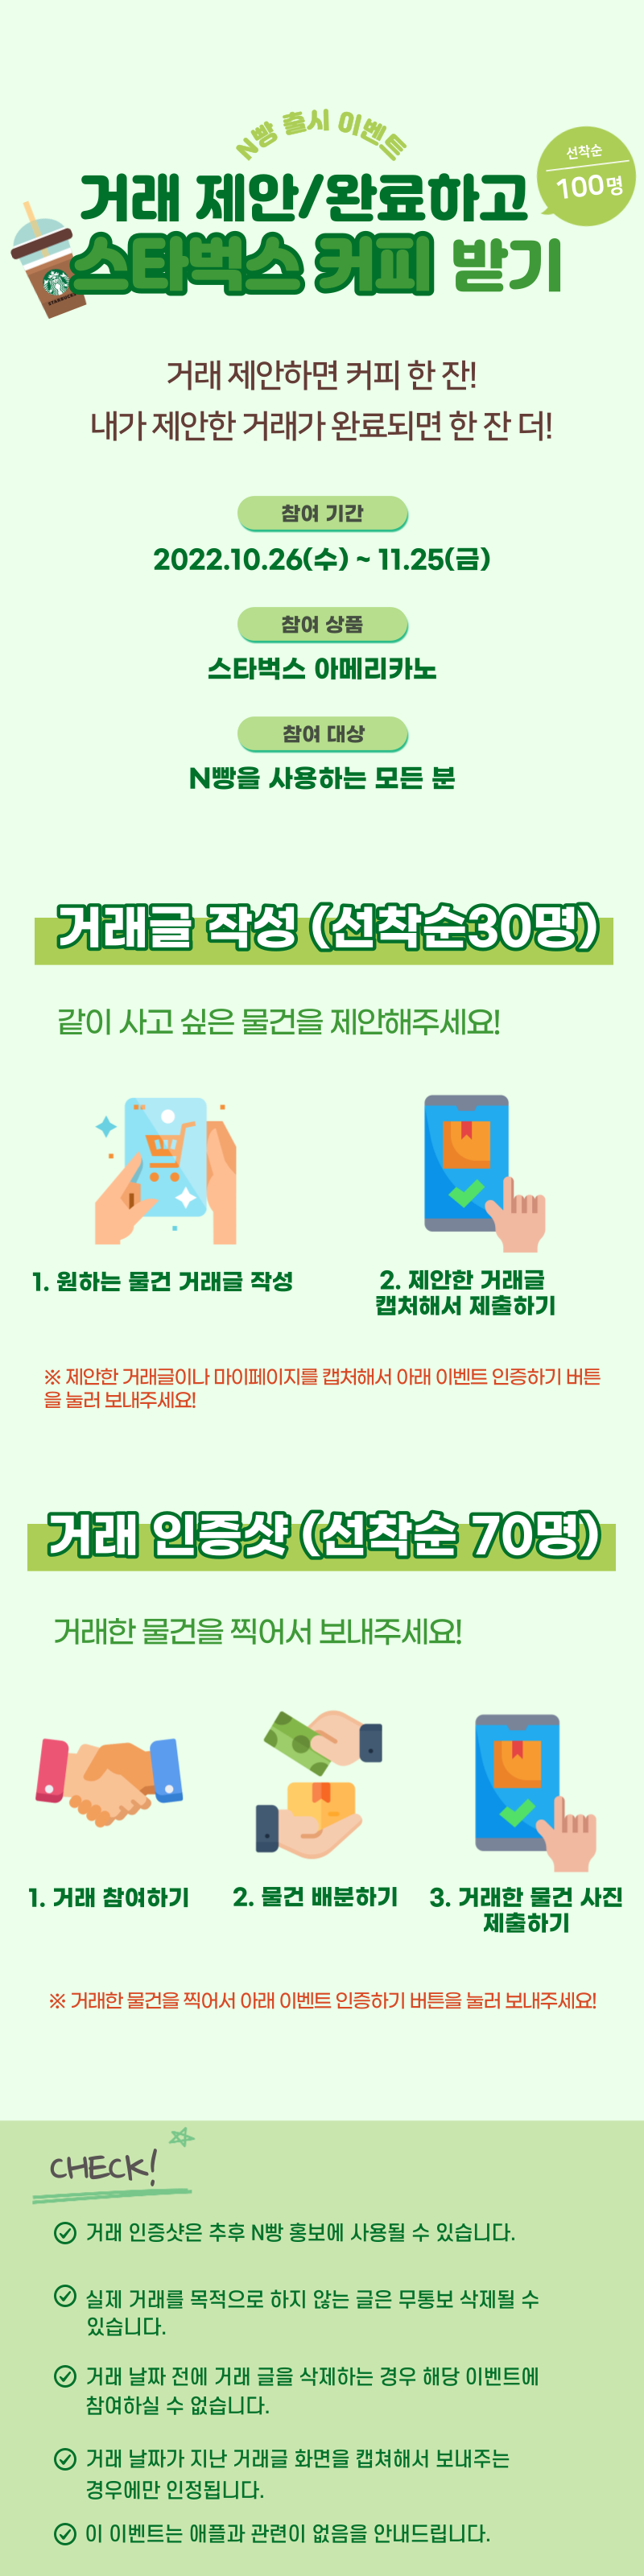 N빵 출시 이벤트
선착순
100명
거래 제안/완료하고
스타벅스 커피 받기
STARBUCKS
거래 제안하면 커피 한 잔!
내가 제안한 거래가 완료되면 한 잔 더!
참여 기간
2022.10.26(수) ~ 11.25(금)
참여 상품
스타벅스 아메리카노
참여 대상
N빵을 사용하는 모든 분
거래글 작성 (선착순30명)
같이 사고 싶은 물건을 제안해주세요!
1. 원하는 물건 거래글 작성
2. 제안한 거래글
캡처해서 제출하기
※ 제안한 거래글이나 마이페이지를 캡처해서 아래 이벤트 인증하기 버튼
을 눌러 보내주세요!
거래 인증샷 (선착순 70명)
거래한 물건을 찍어서 보내주세요!
1. 거래 참여하기
2. 물건 배분하기
3. 거래한 물건 사진
제출하기
※ 거래한 물건을 찍어서 아래 이벤트 인증하기 버튼을 눌러 보내주세요!
CHECK!
거래 인증샷은 추후 N빵 홍보에 사용될 수 있습니다.
실제 거래를 목적으로 하지 않는 글은 무통보 삭제될 수
있습니다.
거래 날짜 전에 거래 글을 삭제하는 경우 해당 이벤트에
참여하실 수 없습니다.
거래 날짜가 지난 거래글 화면을 캡쳐해서 보내주는
경우에만 인정됩니다.
이 이벤트는 애플과 관련이 없음을 안내드립니다.